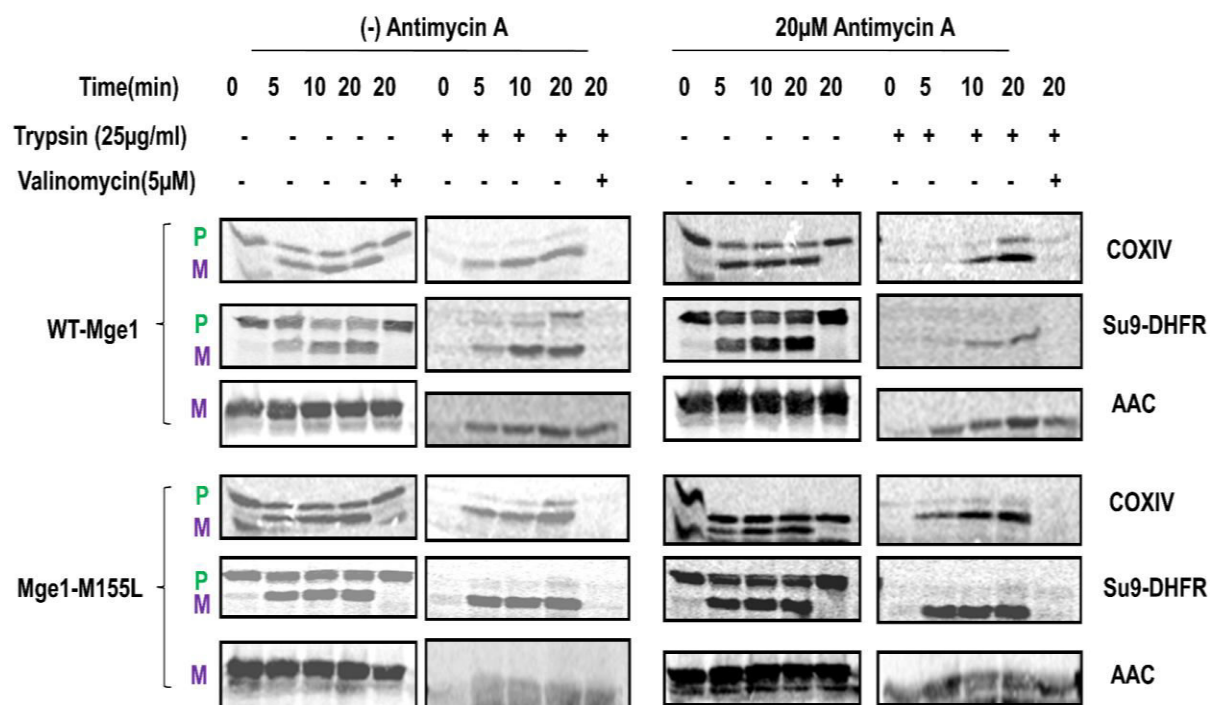 (-) Antimycin A 20µM Antimycin A
Time(min) 0 5 10 20 20 0 5 10 20 20 0 5 10 20 20 0 5 10 20 20
Trypsin (25µg/ml) - - - - - + + + + + - - - - - + + + + +
Valinomycin(5µM) - - - - + - - - - + - - - - + - - - - +
P
M
COXIV
WT-Mge1
P
M
Su9-DHFR
M
AAC
P
M
COXIV
Mge1-M155L
P
M
Su9-DHFR
M
AAC